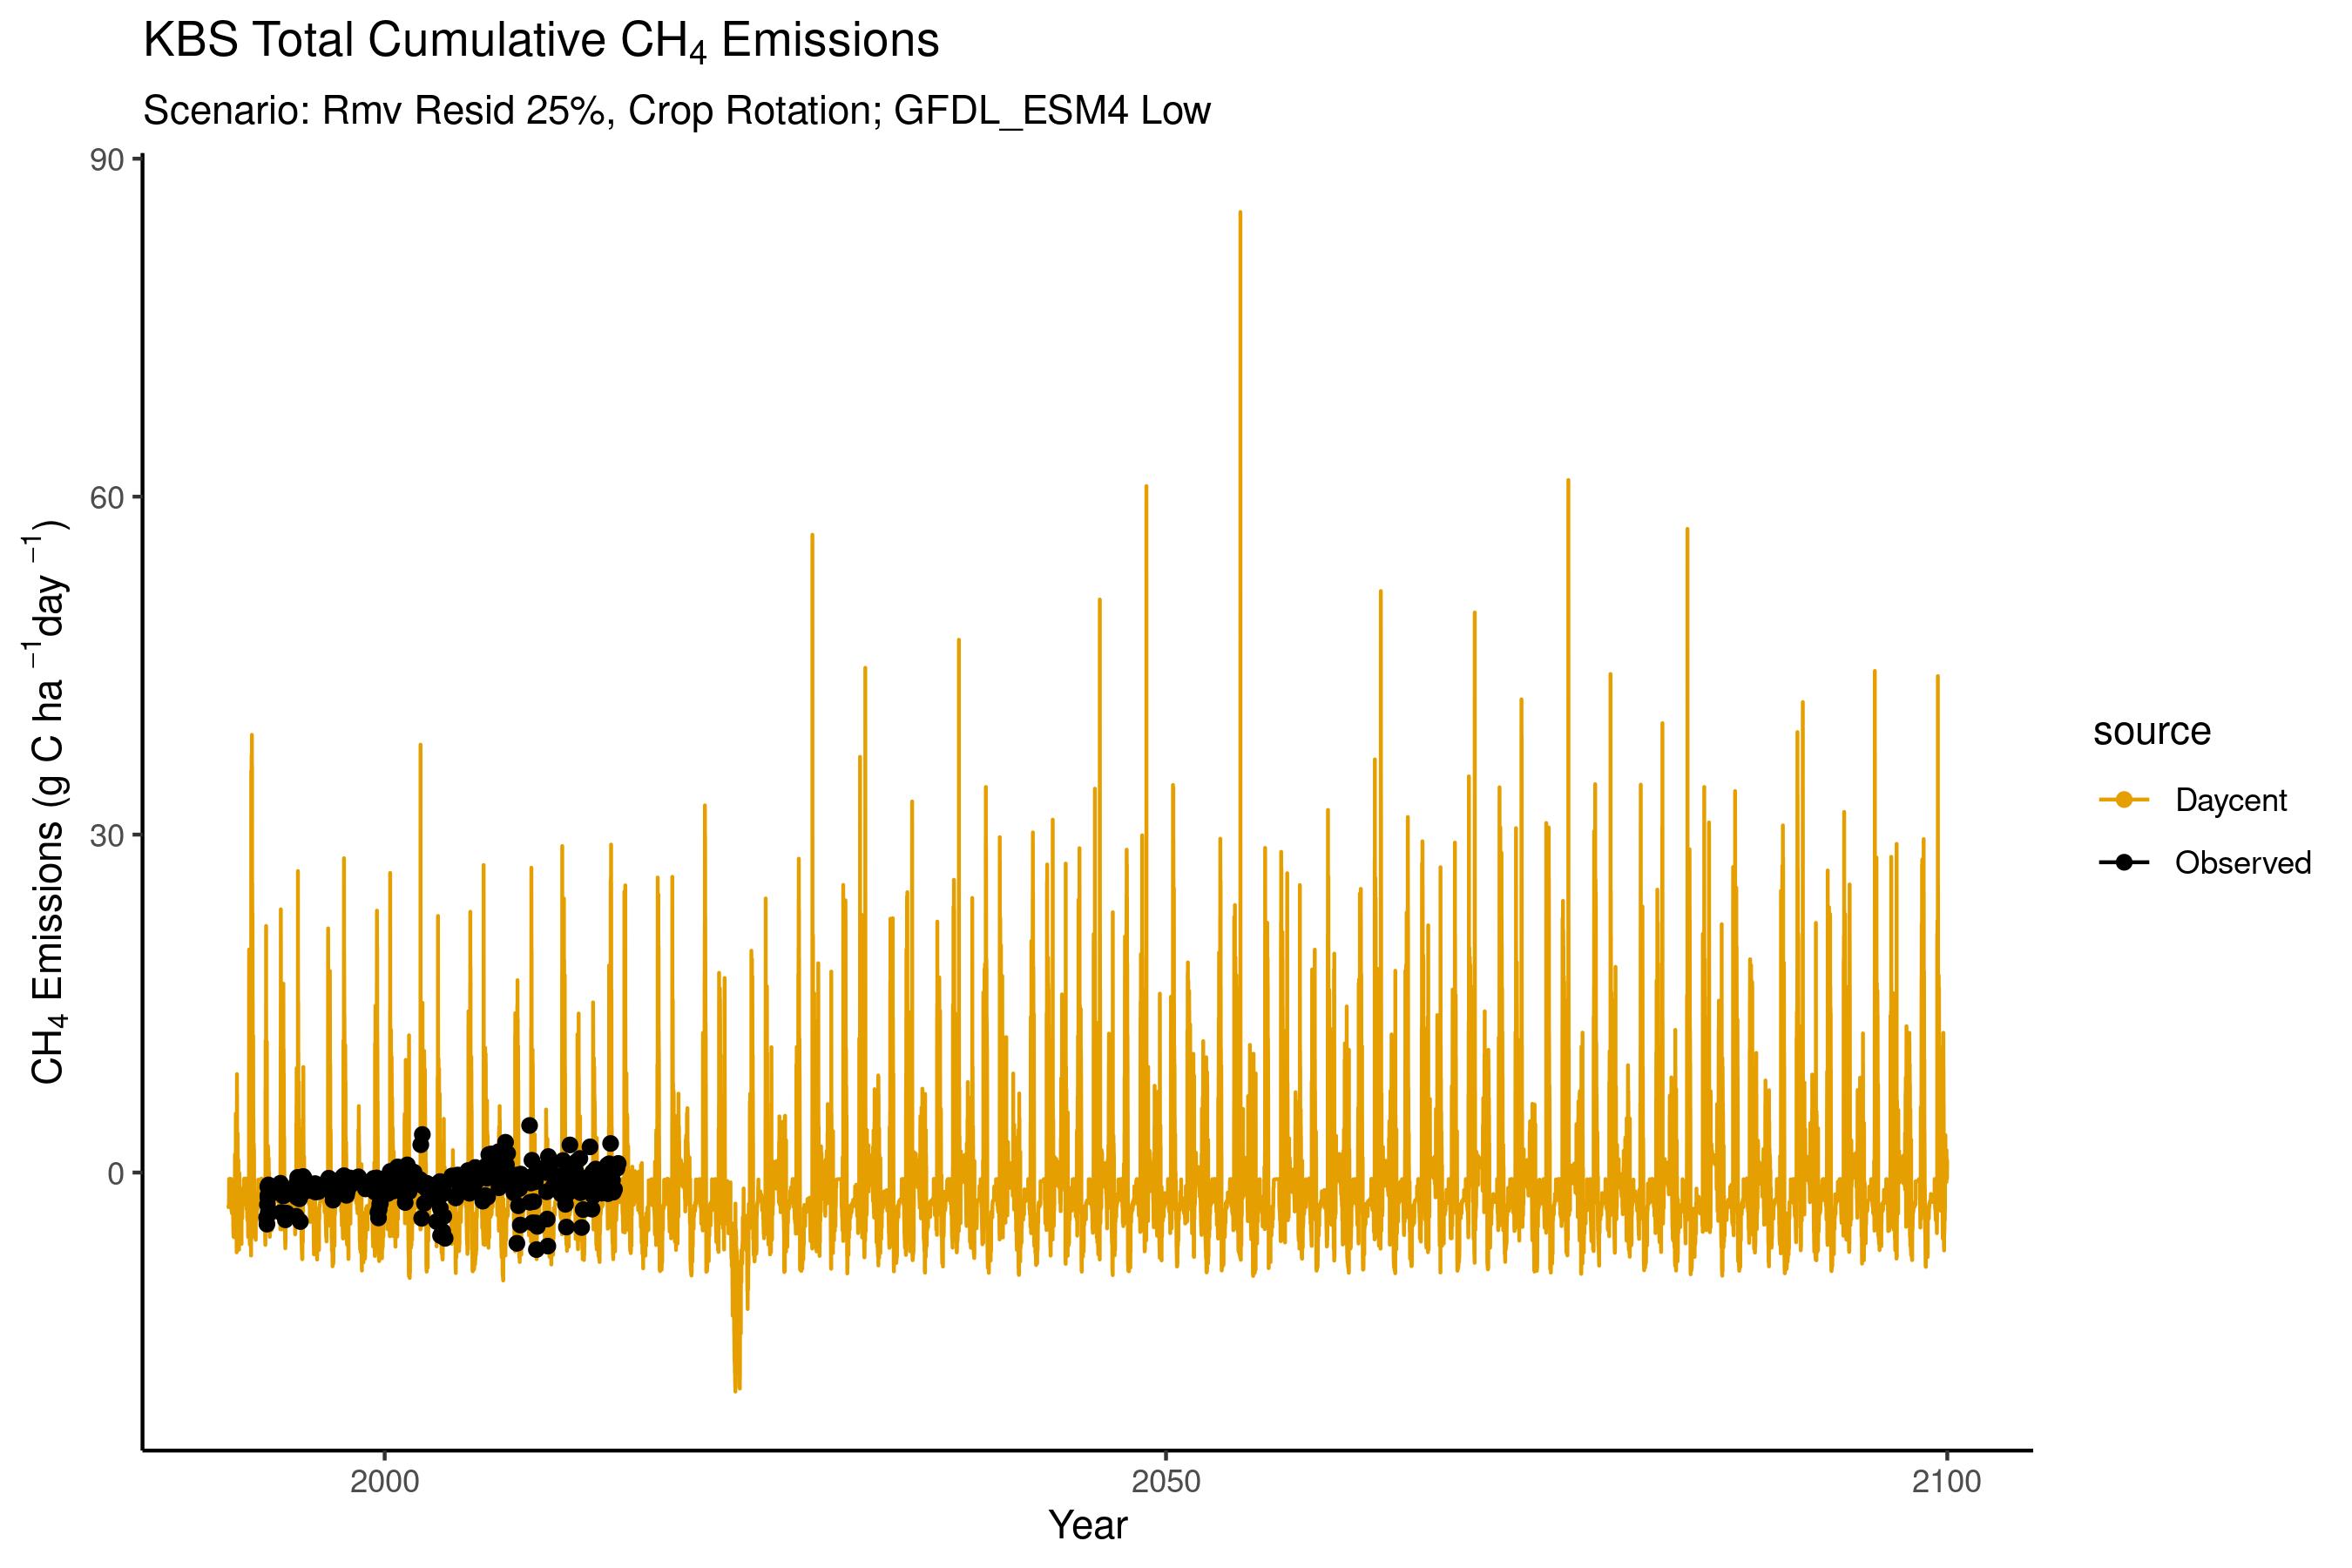 KBS Total Cumulative CH₄ Emissions
Scenario: Rmv Resid 25%, Crop Rotation; GFDL_ESM4 Low
90
60
30
0
CH₄ Emissions (g C ha ⁻¹day ⁻¹)
2000
2050
2100
Year
source
Daycent
Observed